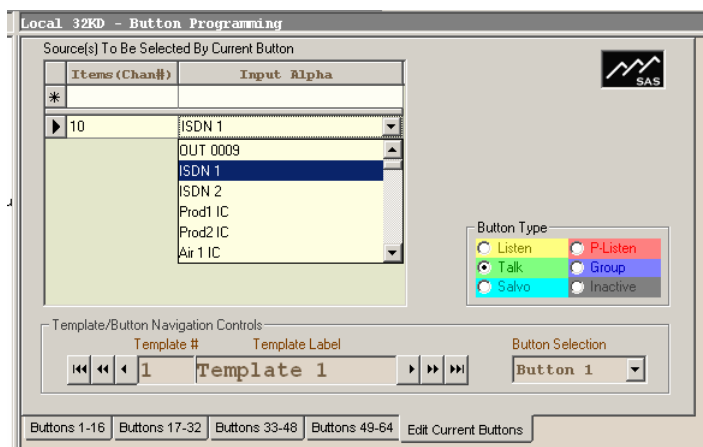 Local 32KD - Button Programming
Source(s) To Be Selected By Current Button
Items(Chan#) Input Alpha
SAS
*
10 ISDN 1
OUT 0009
ISDN 1
ISDN 2
Prod1 IC
Prod2 IC
Air 1 IC
Button Type
Listen P-Listen
Talk Group
Salvo Inactive
Template/Button Navigation Controls
Template # Template Label Button Selection
1 Template 1 Button 1
Buttons 1-16 Buttons 17-32 Buttons 33-48 Buttons 49-64 Edit Current Buttons